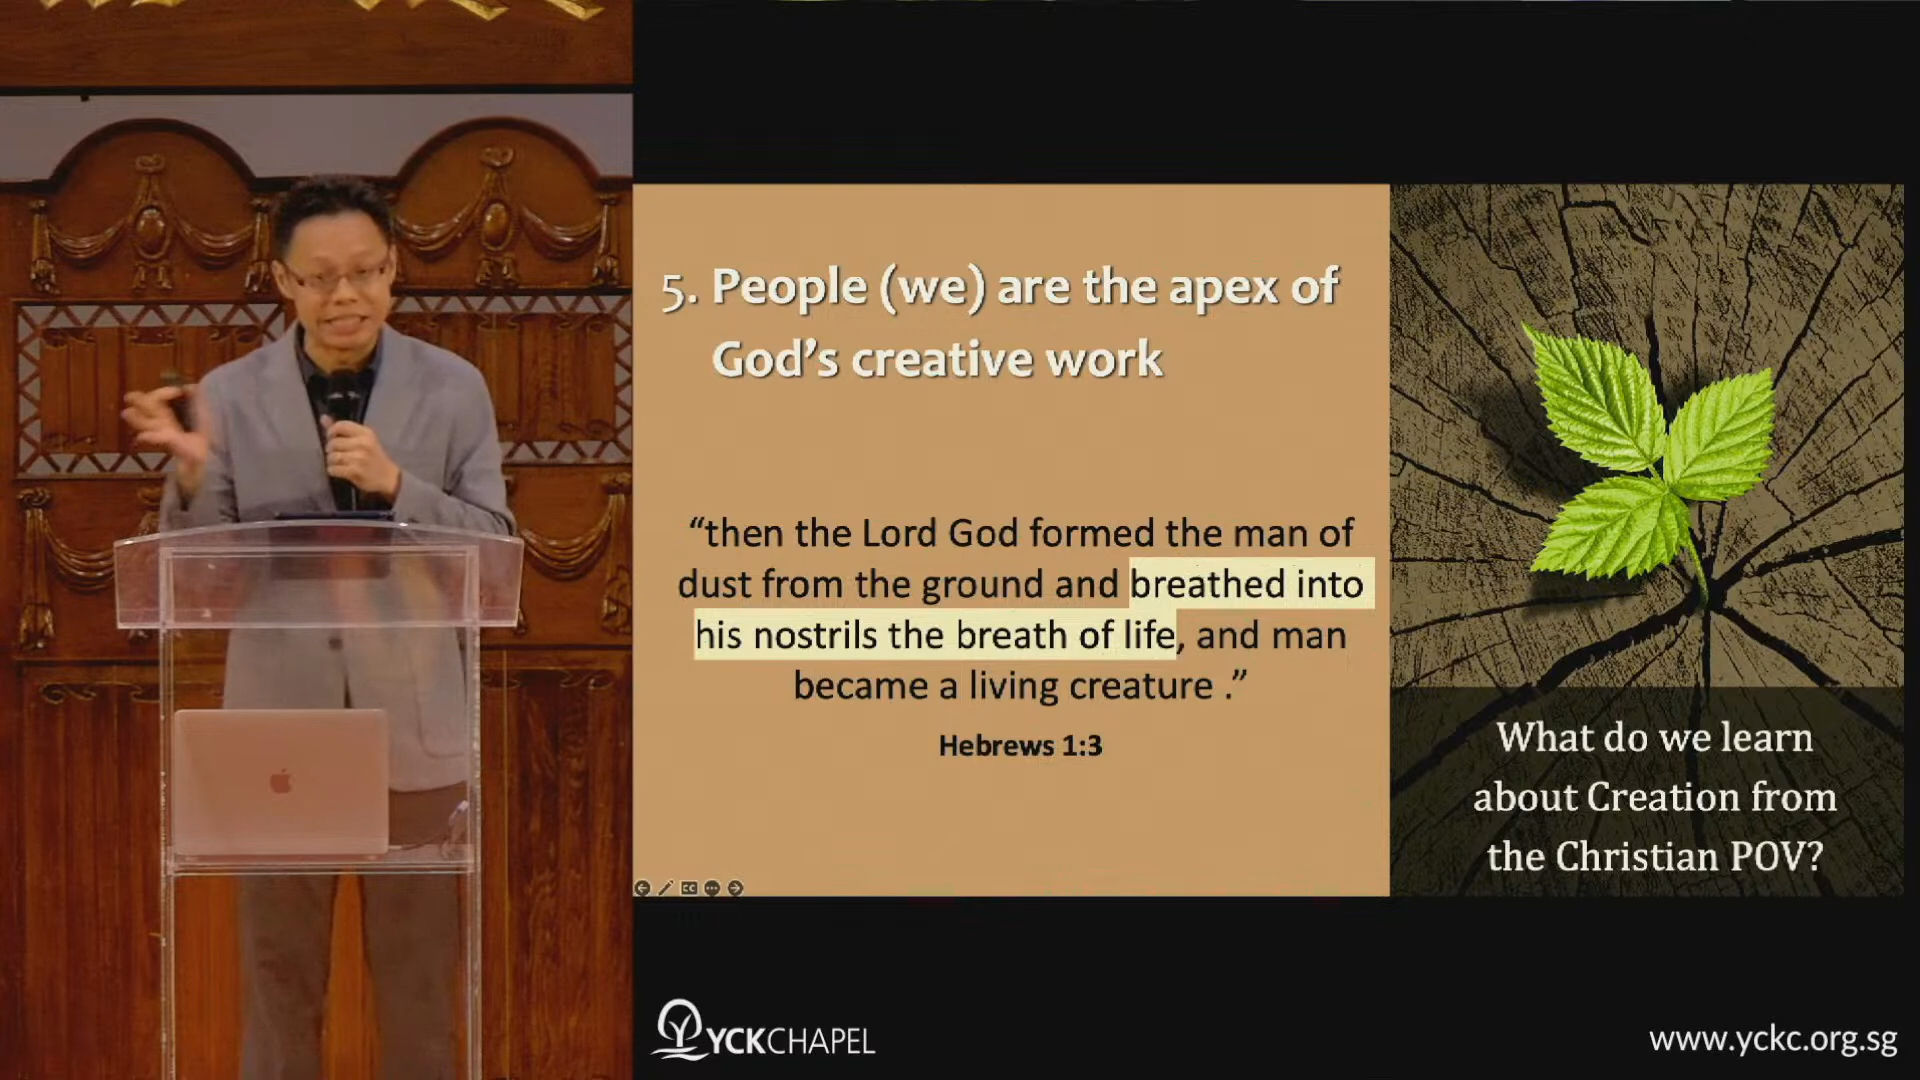 5. People (we) are the apex of
God’s creative work
“then the Lord God formed the man of
dust from the ground and breathed into
his nostrils the breath of life, and man
became a living creature .”
Hebrews 1:3
CC
What do we learn
about Creation from
the Christian POV?
YCKCHAPEL
www.yckc.org.sg